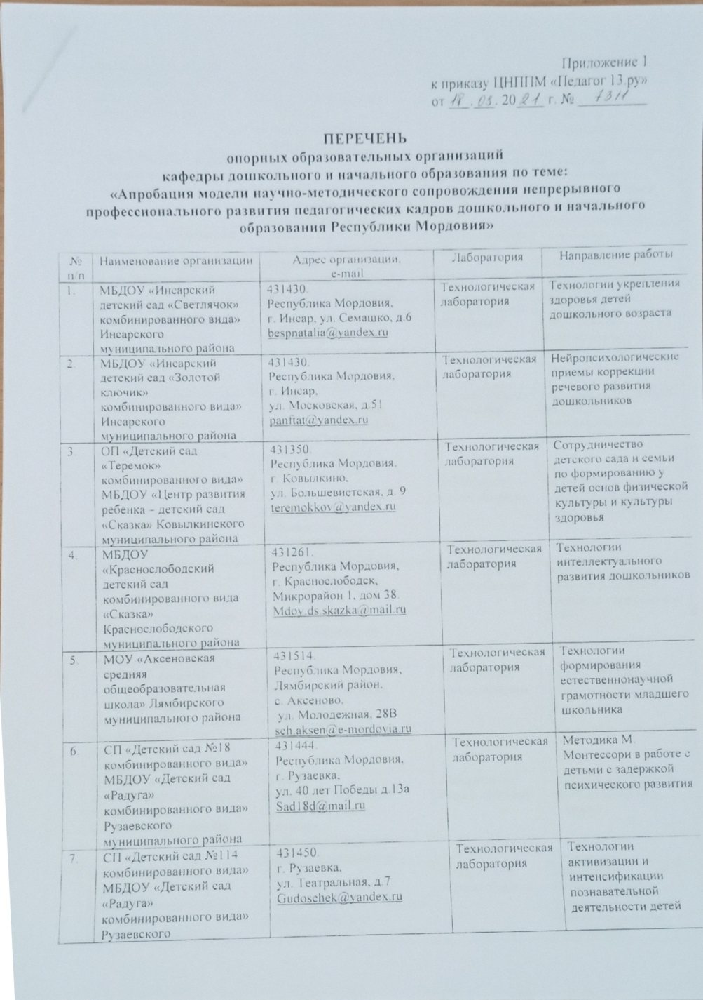 Приложение 1
к приказу ЦНППМ «Педагог 13.ру»
от 18 . 03 . 2021 г. № 7311
ПЕРЕЧЕНЬ
опорных образовательных организаций
кафедры дошкольного и начального образования по теме:
«Апробация модели научно-методического сопровождения непрерывного
профессионального развития педагогических кадров дошкольного и начального
образования Республики Мордовия»
№
п/п
Наименование организации
Адрес организации,
e-mail
Лаборатория
Направление работы
1.
МБДОУ «Инсарский
детский сад «Светлячок»
комбинированного вида»
Инсарского
муниципального района
431430,
Республика Мордовия,
г. Инсар, ул. Семашко, д.6
bespnatalia@yandex.ru
Технологическая
лаборатория
Технологии укрепления
здоровья детей
дошкольного возраста
2.
МБДОУ «Инсарский
детский сад «Золотой
ключик»
комбинированного вида»
Инсарского
муниципального района
431430,
Республика Мордовия,
г. Инсар,
ул. Московская, д.51
panftat@yandex.ru
Технологическая
лаборатория
Нейропсихологические
приемы коррекции
речевого развития
дошкольников
3.
ОП «Детский сад
«Теремок»
комбинированного вида»
МБДОУ «Центр развития
ребенка – детский сад
«Сказка» Ковылкинского
муниципального района
431350,
Республика Мордовия,
г. Ковылкино,
ул. Большевистская, д. 9
teremokkov@yandex.ru
Технологическая
лаборатория
Сотрудничество
детского сада и семьи
по формированию у
детей основ физической
культуры и культуры
здоровья
4.
МБДОУ
«Краснослободский
детский сад
комбинированного вида
«Сказка»
Краснослободского
муниципального района
431261,
Республика Мордовия,
г. Краснослободск,
Микрорайон 1, дом 38.
Mdov.ds.skazka@mail.ru
Технологическая
лаборатория
Технологии
интеллектуального
развития дошкольников
5.
МОУ «Аксеновская
средняя
общеобразовательная
школа» Лямбирского
муниципального района
431514,
Республика Мордовия,
Лямбирский район,
с. Аксеново,
ул. Молодежная, 28В
sch.aksen@e-mordovia.ru
Технологическая
лаборатория
Технологии
формирования
естественнонаучной
грамотности младшего
школьника
6.
СП «Детский сад №18
комбинированного вида»
МБДОУ «Детский сад
«Радуга»
комбинированного вида»
Рузаевского
муниципального района
431444,
Республика Мордовия,
г. Рузаевка,
ул. 40 лет Победы д.13а
Sad18d@mail.ru
Технологическая
лаборатория
Методика М.
Монтессори в работе с
детьми с задержкой
психического развития
7.
СП «Детский сад №114
комбинированного вида»
МБДОУ «Детский сад
«Радуга»
комбинированного вида»
Рузаевского
431450,
г. Рузаевка,
ул. Театральная, д.7
Gudoschek@yandex.ru
Технологическая
лаборатория
Технологии
активизации и
интенсификации
познавательной
деятельности детей